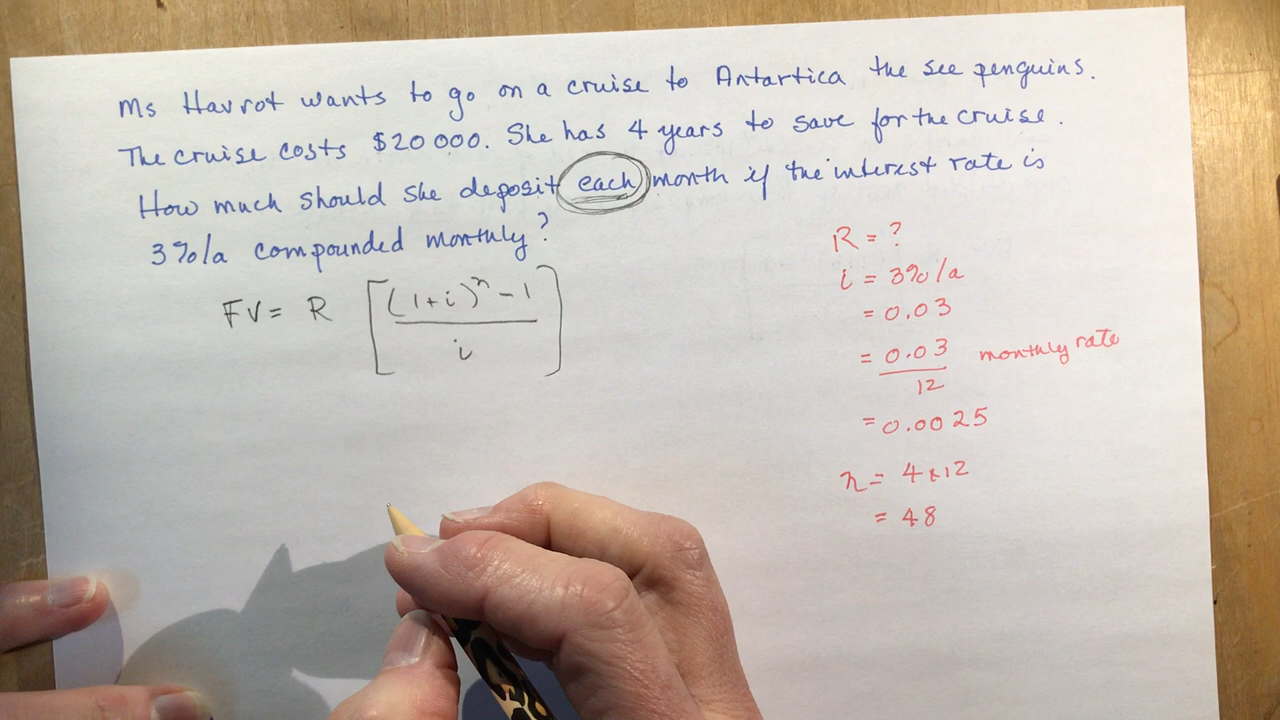 Ms Havrot wants to go on a cruise to Antartica the see penguins.
The cruise costs $20 000. She has 4 years to save for the cruise.
How much should she deposit each month if the interest rate is
3%/a compounded monthly?
FV = R [ ((1+i)^n - 1) / i ]
R = ?
i = 3%/a
= 0.03
= 0.03 / 12 monthly rate
= 0.0025
n = 4x12
= 48